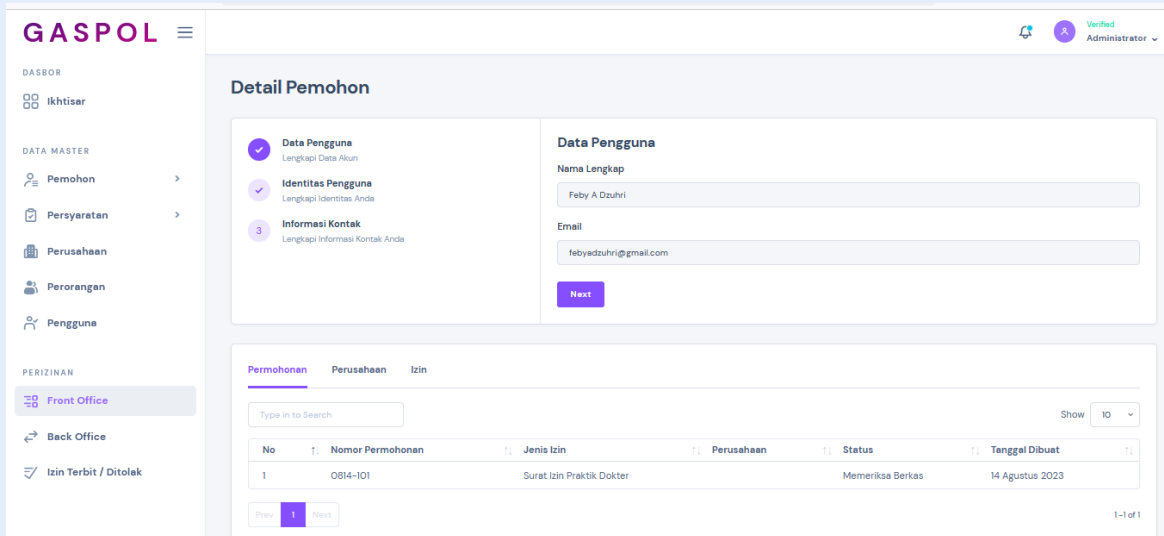 GASPOL
Verified
Administrator
DASBOR
Ikhtisar
DATA MASTER
Pemohon
Persyaratan
Perusahaan
Perorangan
Pengguna
PERIZINAN
Front Office
Back Office
Izin Terbit / Ditolak
Detail Pemohon
Data Pengguna
Lengkapi Data Akun
Identitas Pengguna
Lengkapi Identitas Anda
3
Informasi Kontak
Lengkapi Informasi Kontak Anda
Data Pengguna
Nama Lengkap
Feby A Dzuhri
Email
febyadzuhri@gmail.com
Next
Permohonan Perusahaan Izin
Type in to Search
Show 10
No Nomor Permohonan Jenis Izin Perusahaan Status Tanggal Dibuat
1 0814-101 Surat Izin Praktik Dokter Memeriksa Berkas 14 Agustus 2023
Prev 1 Next
1 -1 of 1